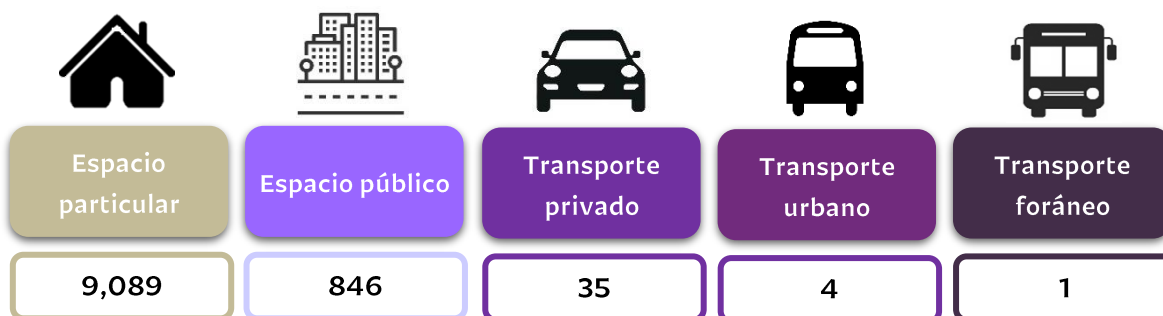 Espacio
particular
Espacio público
Transporte
privado
Transporte
urbano
Transporte
foráneo
9,089
846
35
4
1